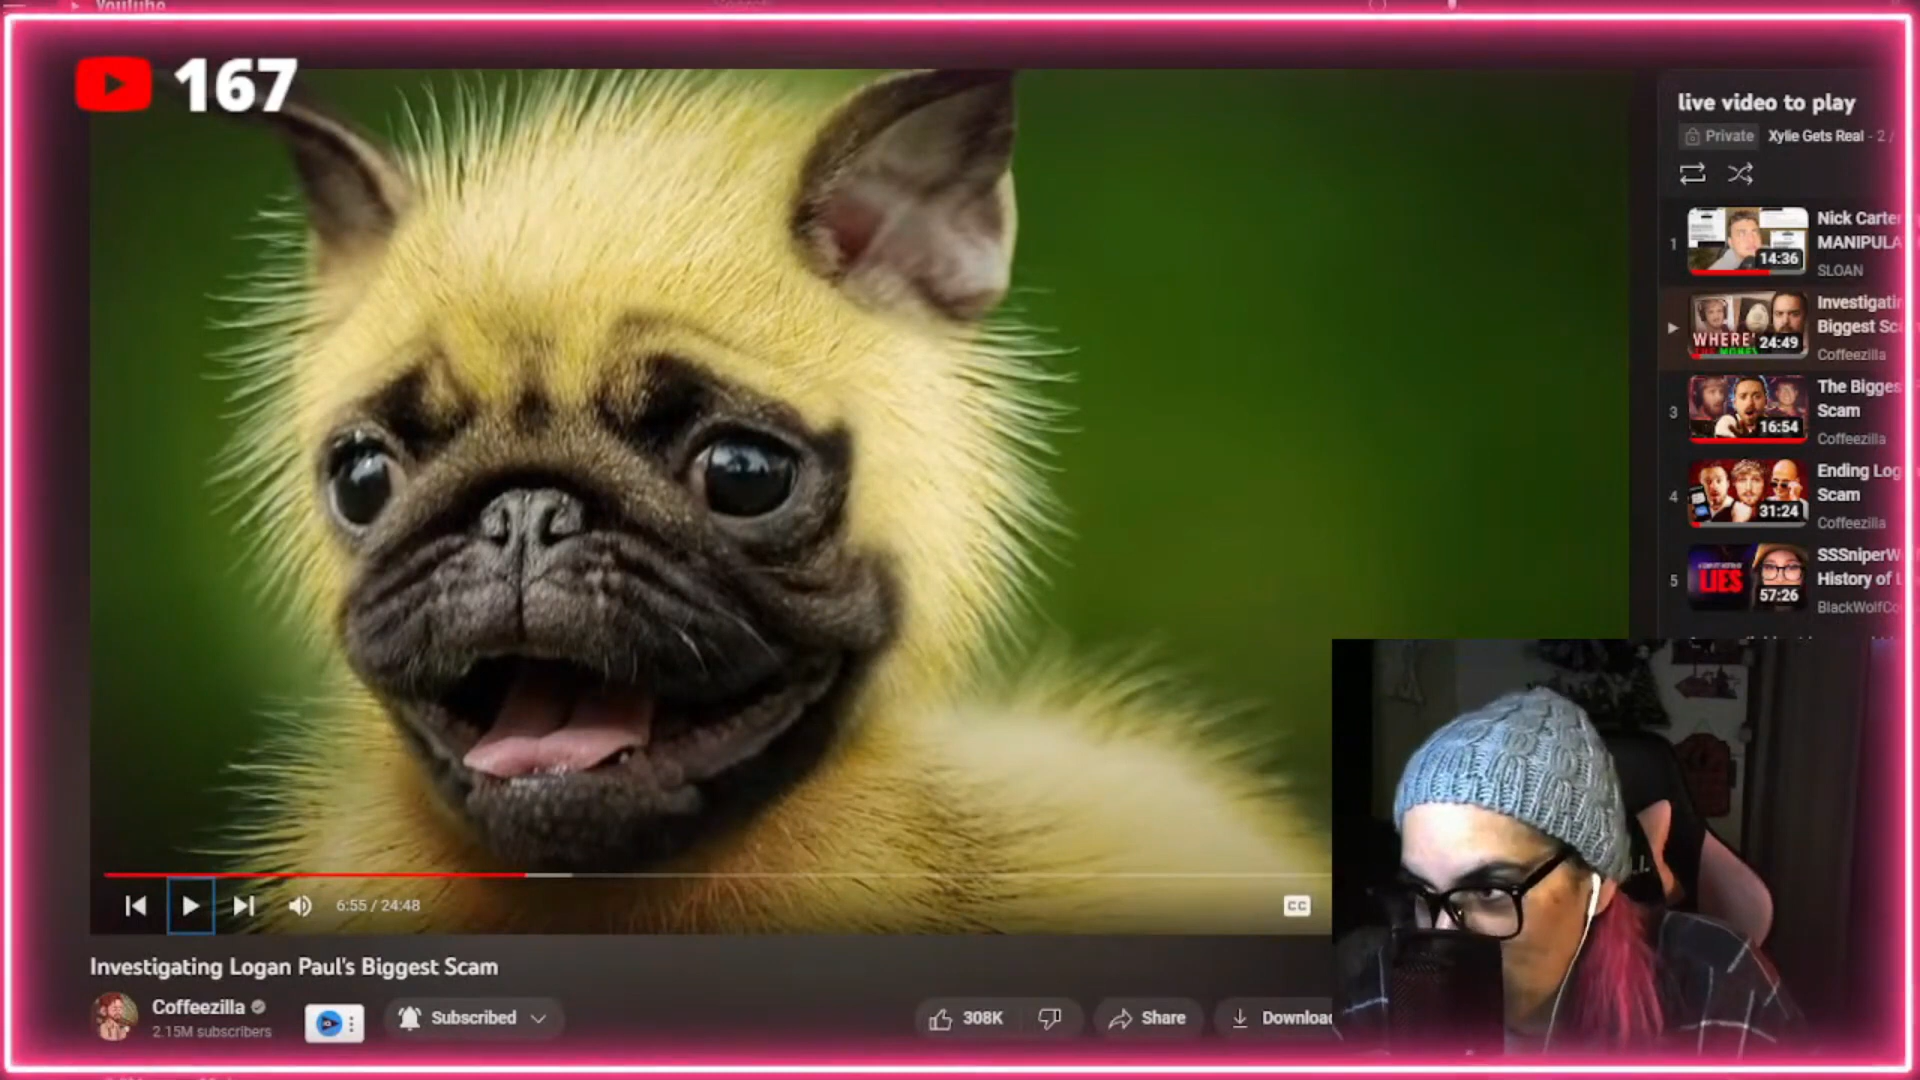 YouTube
167
live video to play
Private Xylie Gets Real - 2 /
1
14:36
Nick Carter
MANIPULA
SLOAN
WHERE'
24:49
Investigatin
Biggest Sc
Coffeezilla
3
16:54
The Bigges
Scam
Coffeezilla
4
31:24
Ending Log
Scam
Coffeezilla
5
LIES
57:26
SSSniperW
History of L
BlackWolfCo
6:55 / 24:48
CC
Investigating Logan Paul's Biggest Scam
Coffeezilla
2.15M subscribers
Subscribed
308K
Share
Download